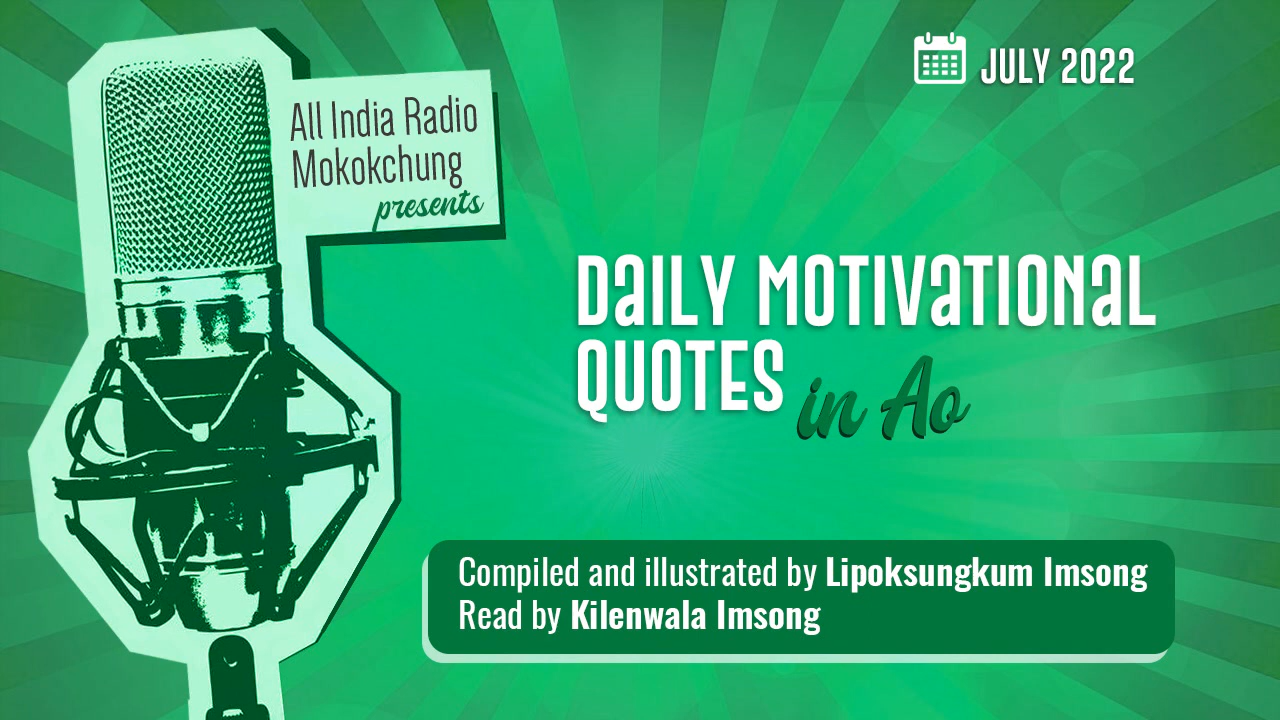 All India Radio
Mokokchung
presents
JULY 2022
DAILY MOTIVATIONAL
QUOTES in Ao
Compiled and illustrated by Lipoksungkum Imsong
Read by Kilenwala Imsong